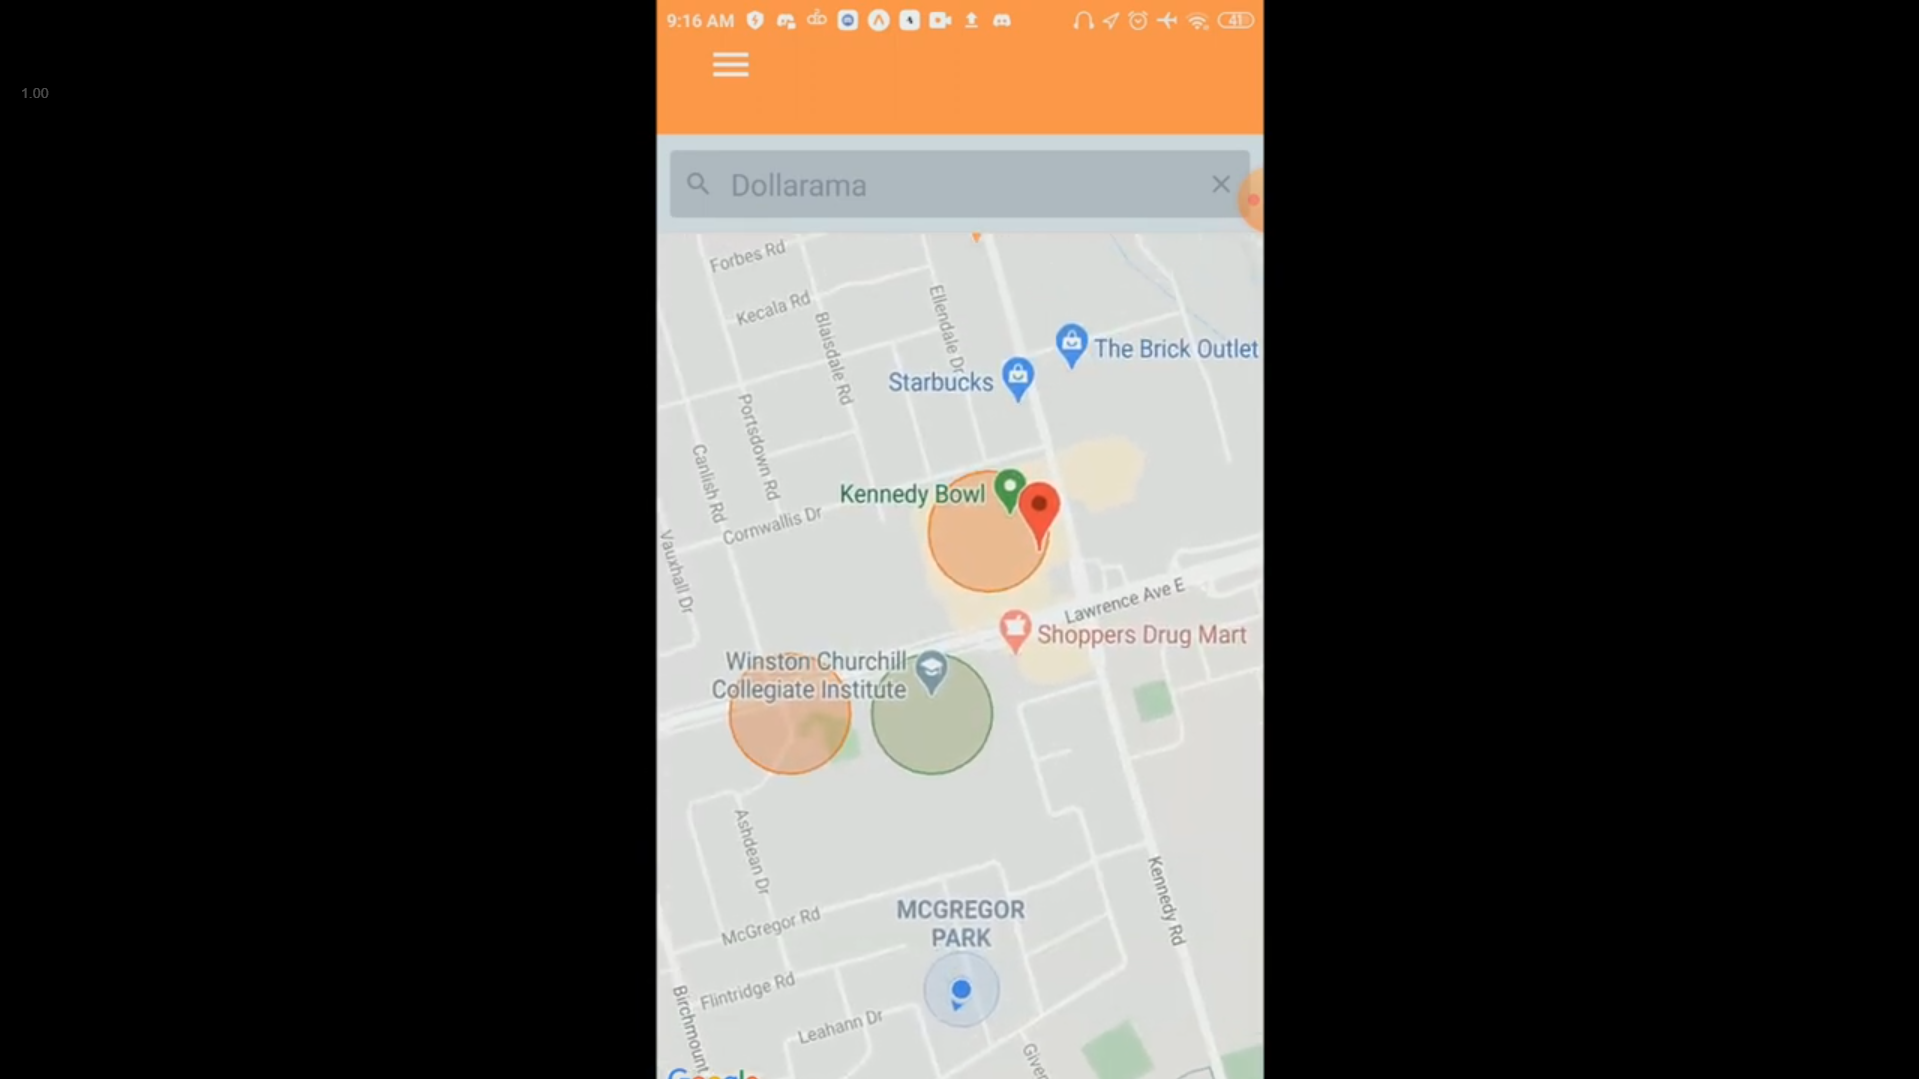 9:16 AM
41
1.00
Dollarama
Forbes Rd
Kecala Rd
Ellendale Dr
Blaisdale Rd
The Brick Outlet
Starbucks
Portsdown Rd
Canlish Rd
Kennedy Bowl
Cornwallis Dr
Vauxhall Dr
Lawrence Ave E
Shoppers Drug Mart
Winston Churchill
Collegiate Institute
Ashdean Dr
Kennedy Rd
MCGREGOR
PARK
McGregor Rd
Flintridge Rd
Birchmount
Leahann Dr
Giver
Google